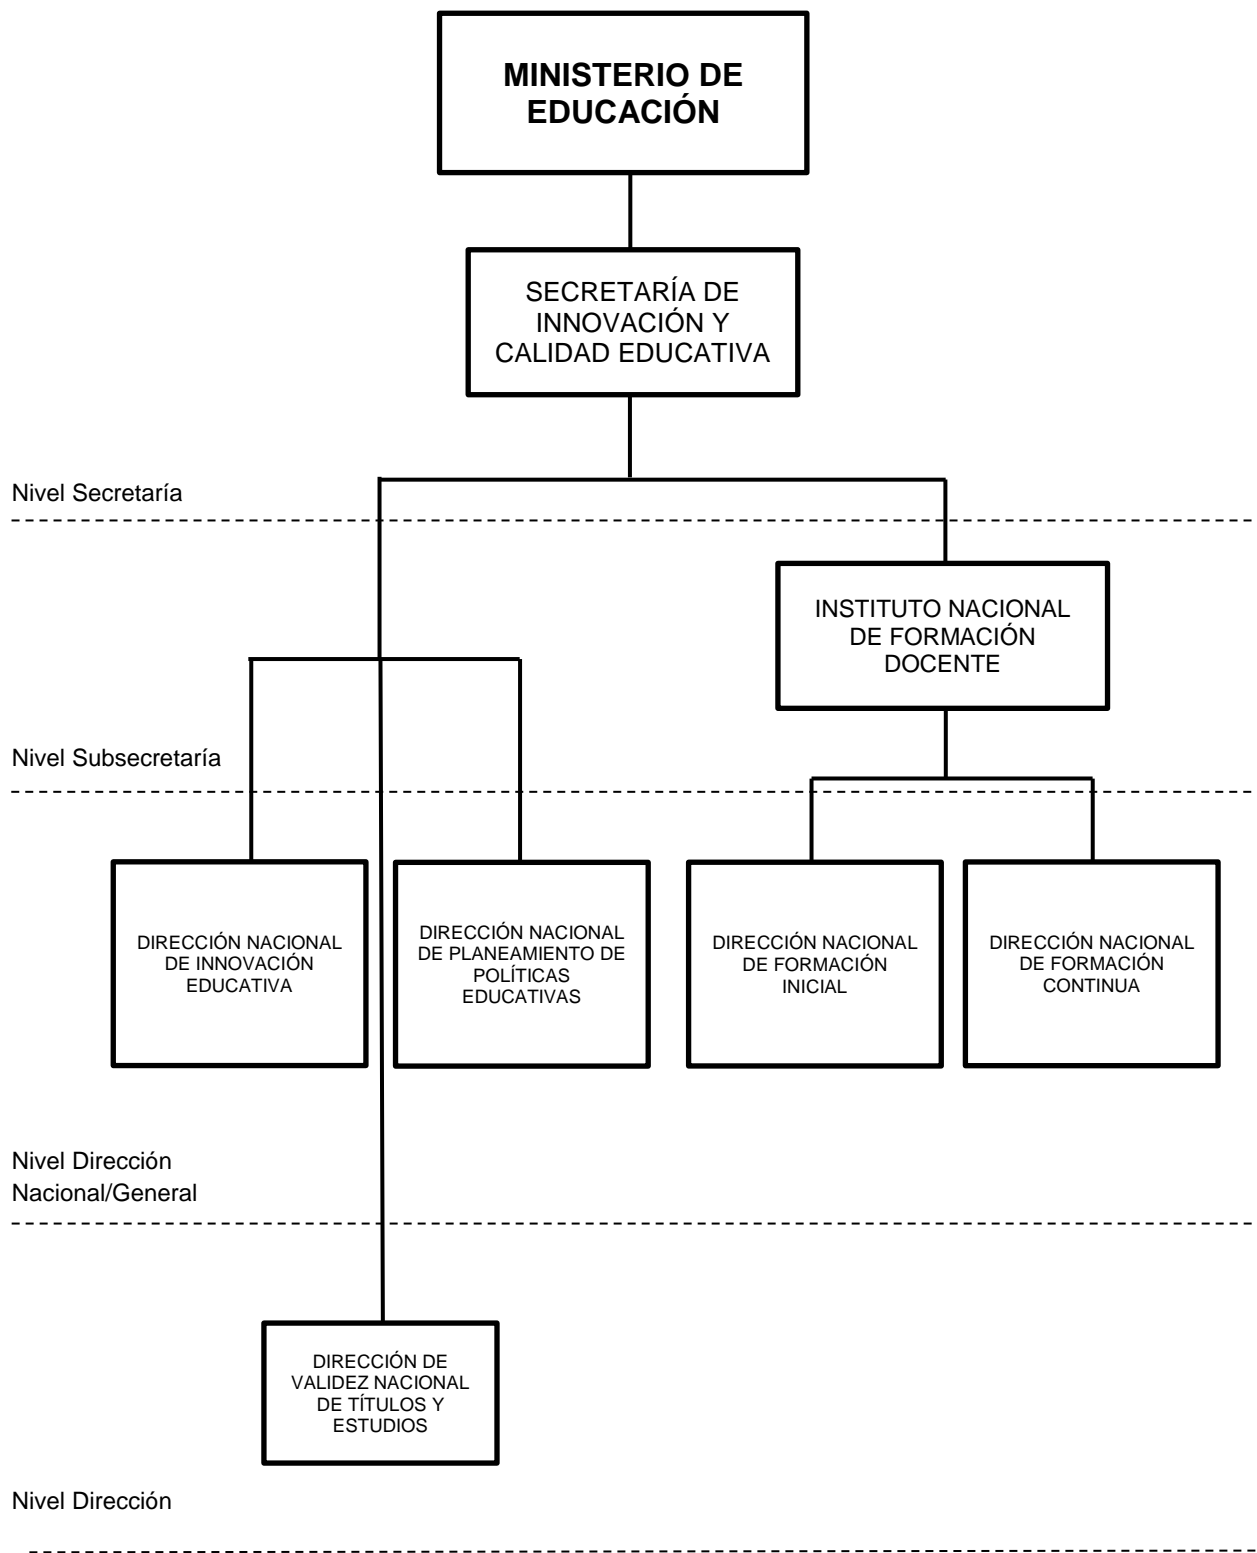 MINISTERIO DE
EDUCACIÓN
SECRETARÍA DE
INNOVACIÓN Y
CALIDAD EDUCATIVA
Nivel Secretaría
INSTITUTO NACIONAL
DE FORMACIÓN
DOCENTE
Nivel Subsecretaría
DIRECCIÓN NACIONAL
DE INNOVACIÓN
EDUCATIVA
DIRECCIÓN NACIONAL
DE PLANEAMIENTO DE
POLÍTICAS
EDUCATIVAS
DIRECCIÓN NACIONAL
DE FORMACIÓN
INICIAL
DIRECCIÓN NACIONAL
DE FORMACIÓN
CONTINUA
Nivel Dirección
Nacional/General
DIRECCIÓN DE
VALIDEZ NACIONAL
DE TÍTULOS Y
ESTUDIOS
Nivel Dirección